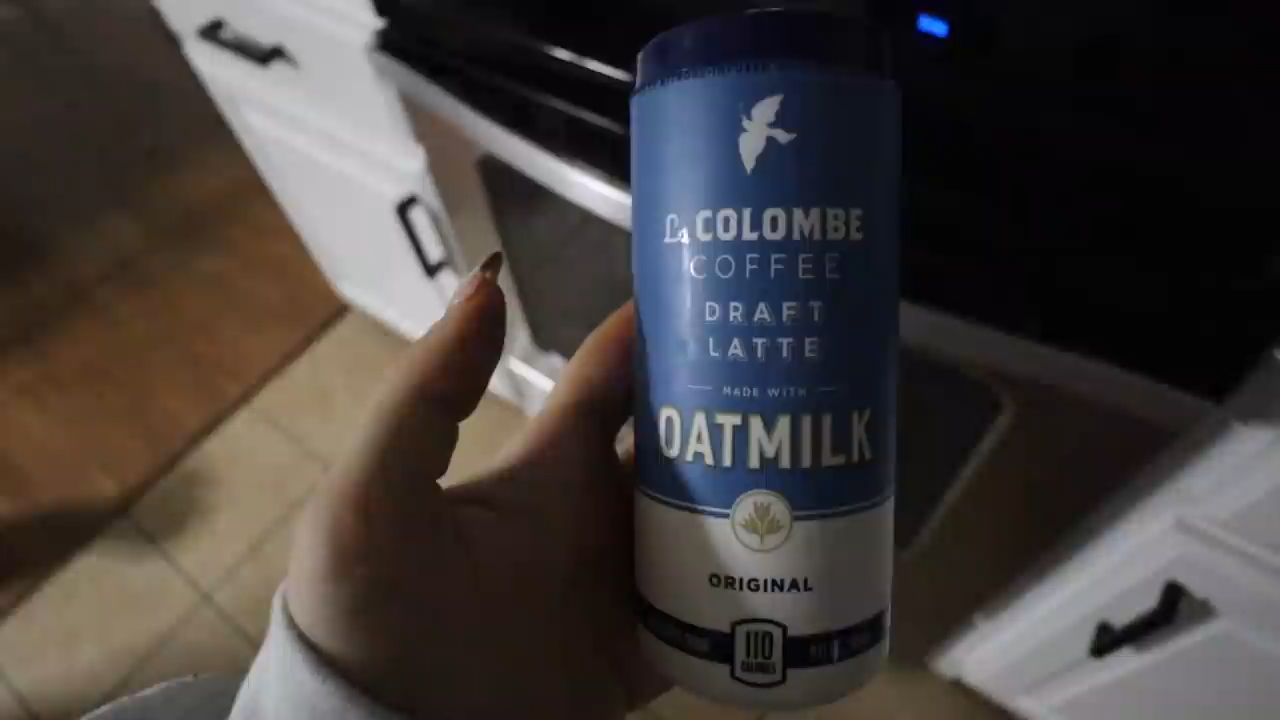 La COLOMBE
COFFEE
DRAFT
LATTE
MADE WITH
OATMILK
ORIGINAL
110
CALORIES